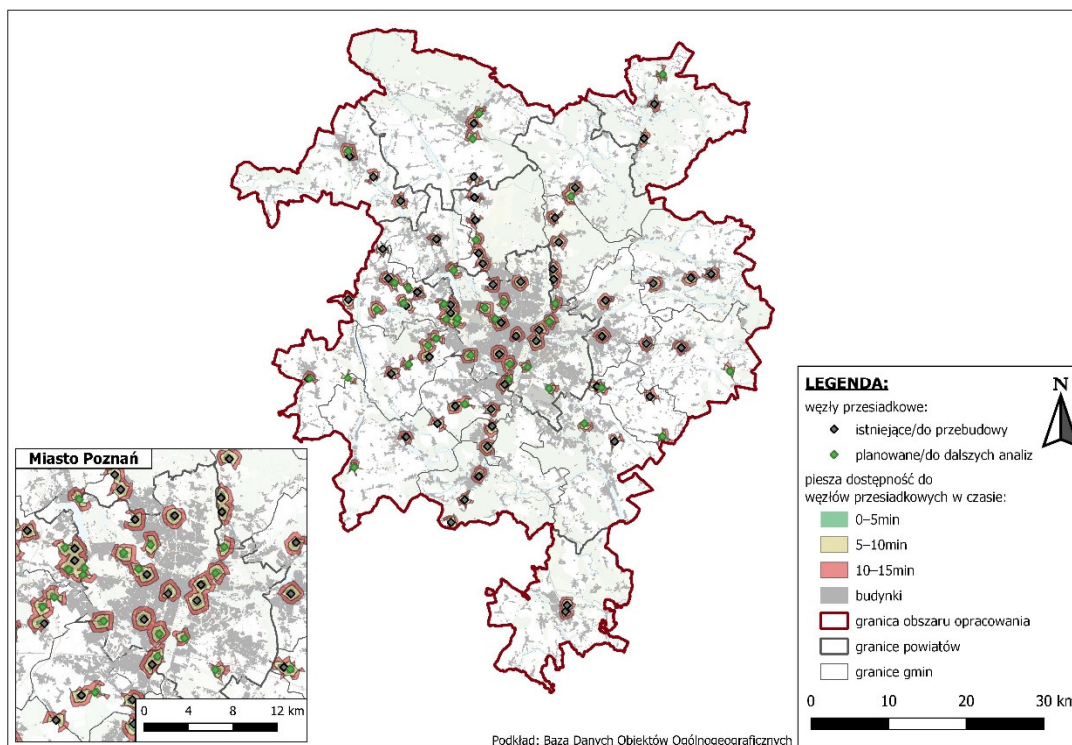 LEGENDA:
węzły przesiadkowe:
istniejące/do przebudowy
planowane/do dalszych analiz
piesza dostępność do
węzłów przesiadkowych w czasie:
0–5min
5–10min
10–15min
budynki
granica obszaru opracowania
granice powiatów
granice gmin
0 10 20 30 km
N
Miasto Poznań
0 4 8 12 km
Podkład: Baza Danych Obiektów Ogólnogeograficznych